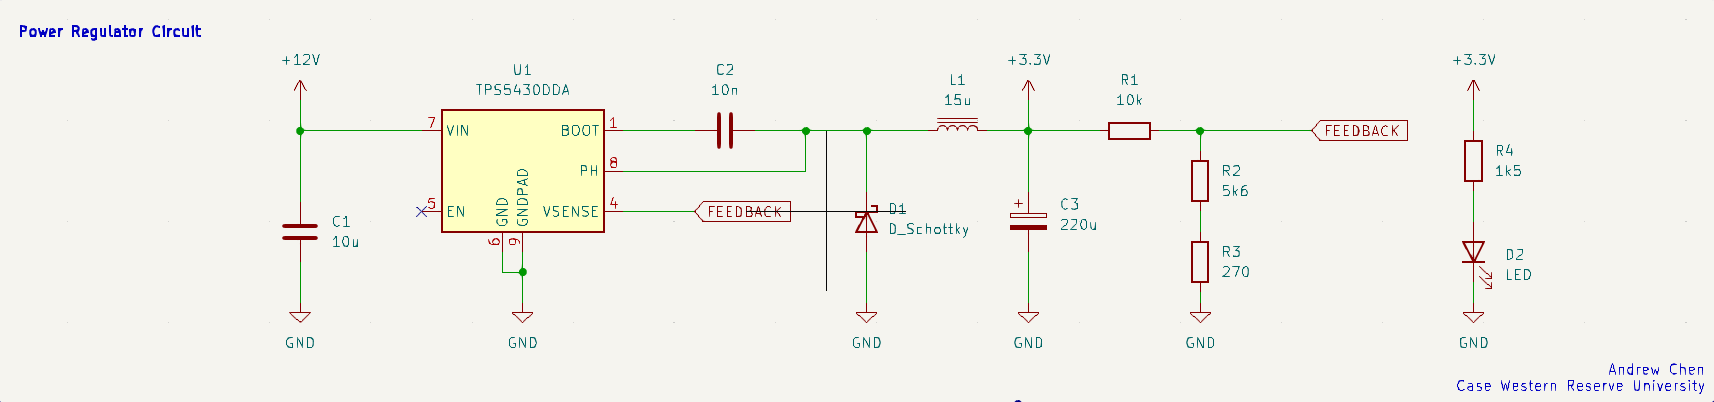 Power Regulator Circuit
+12V
U1
TPS5430DDA
C2
10n
+3.3V
L1
15u
R1
10k
+3.3V
7
VIN
BOOT
1
FEEDBACK
PH
8
R4
1k5
R2
5k6
5
EN
GND
GNDPAD
VSENSE
4
FEEDBACK
D1
D_Schottky
C3
220u
+
C1
10u
6
9
R3
270
D2
LED
GND
GND
GND
GND
GND
GND
Andrew Chen
Case Western Reserve University